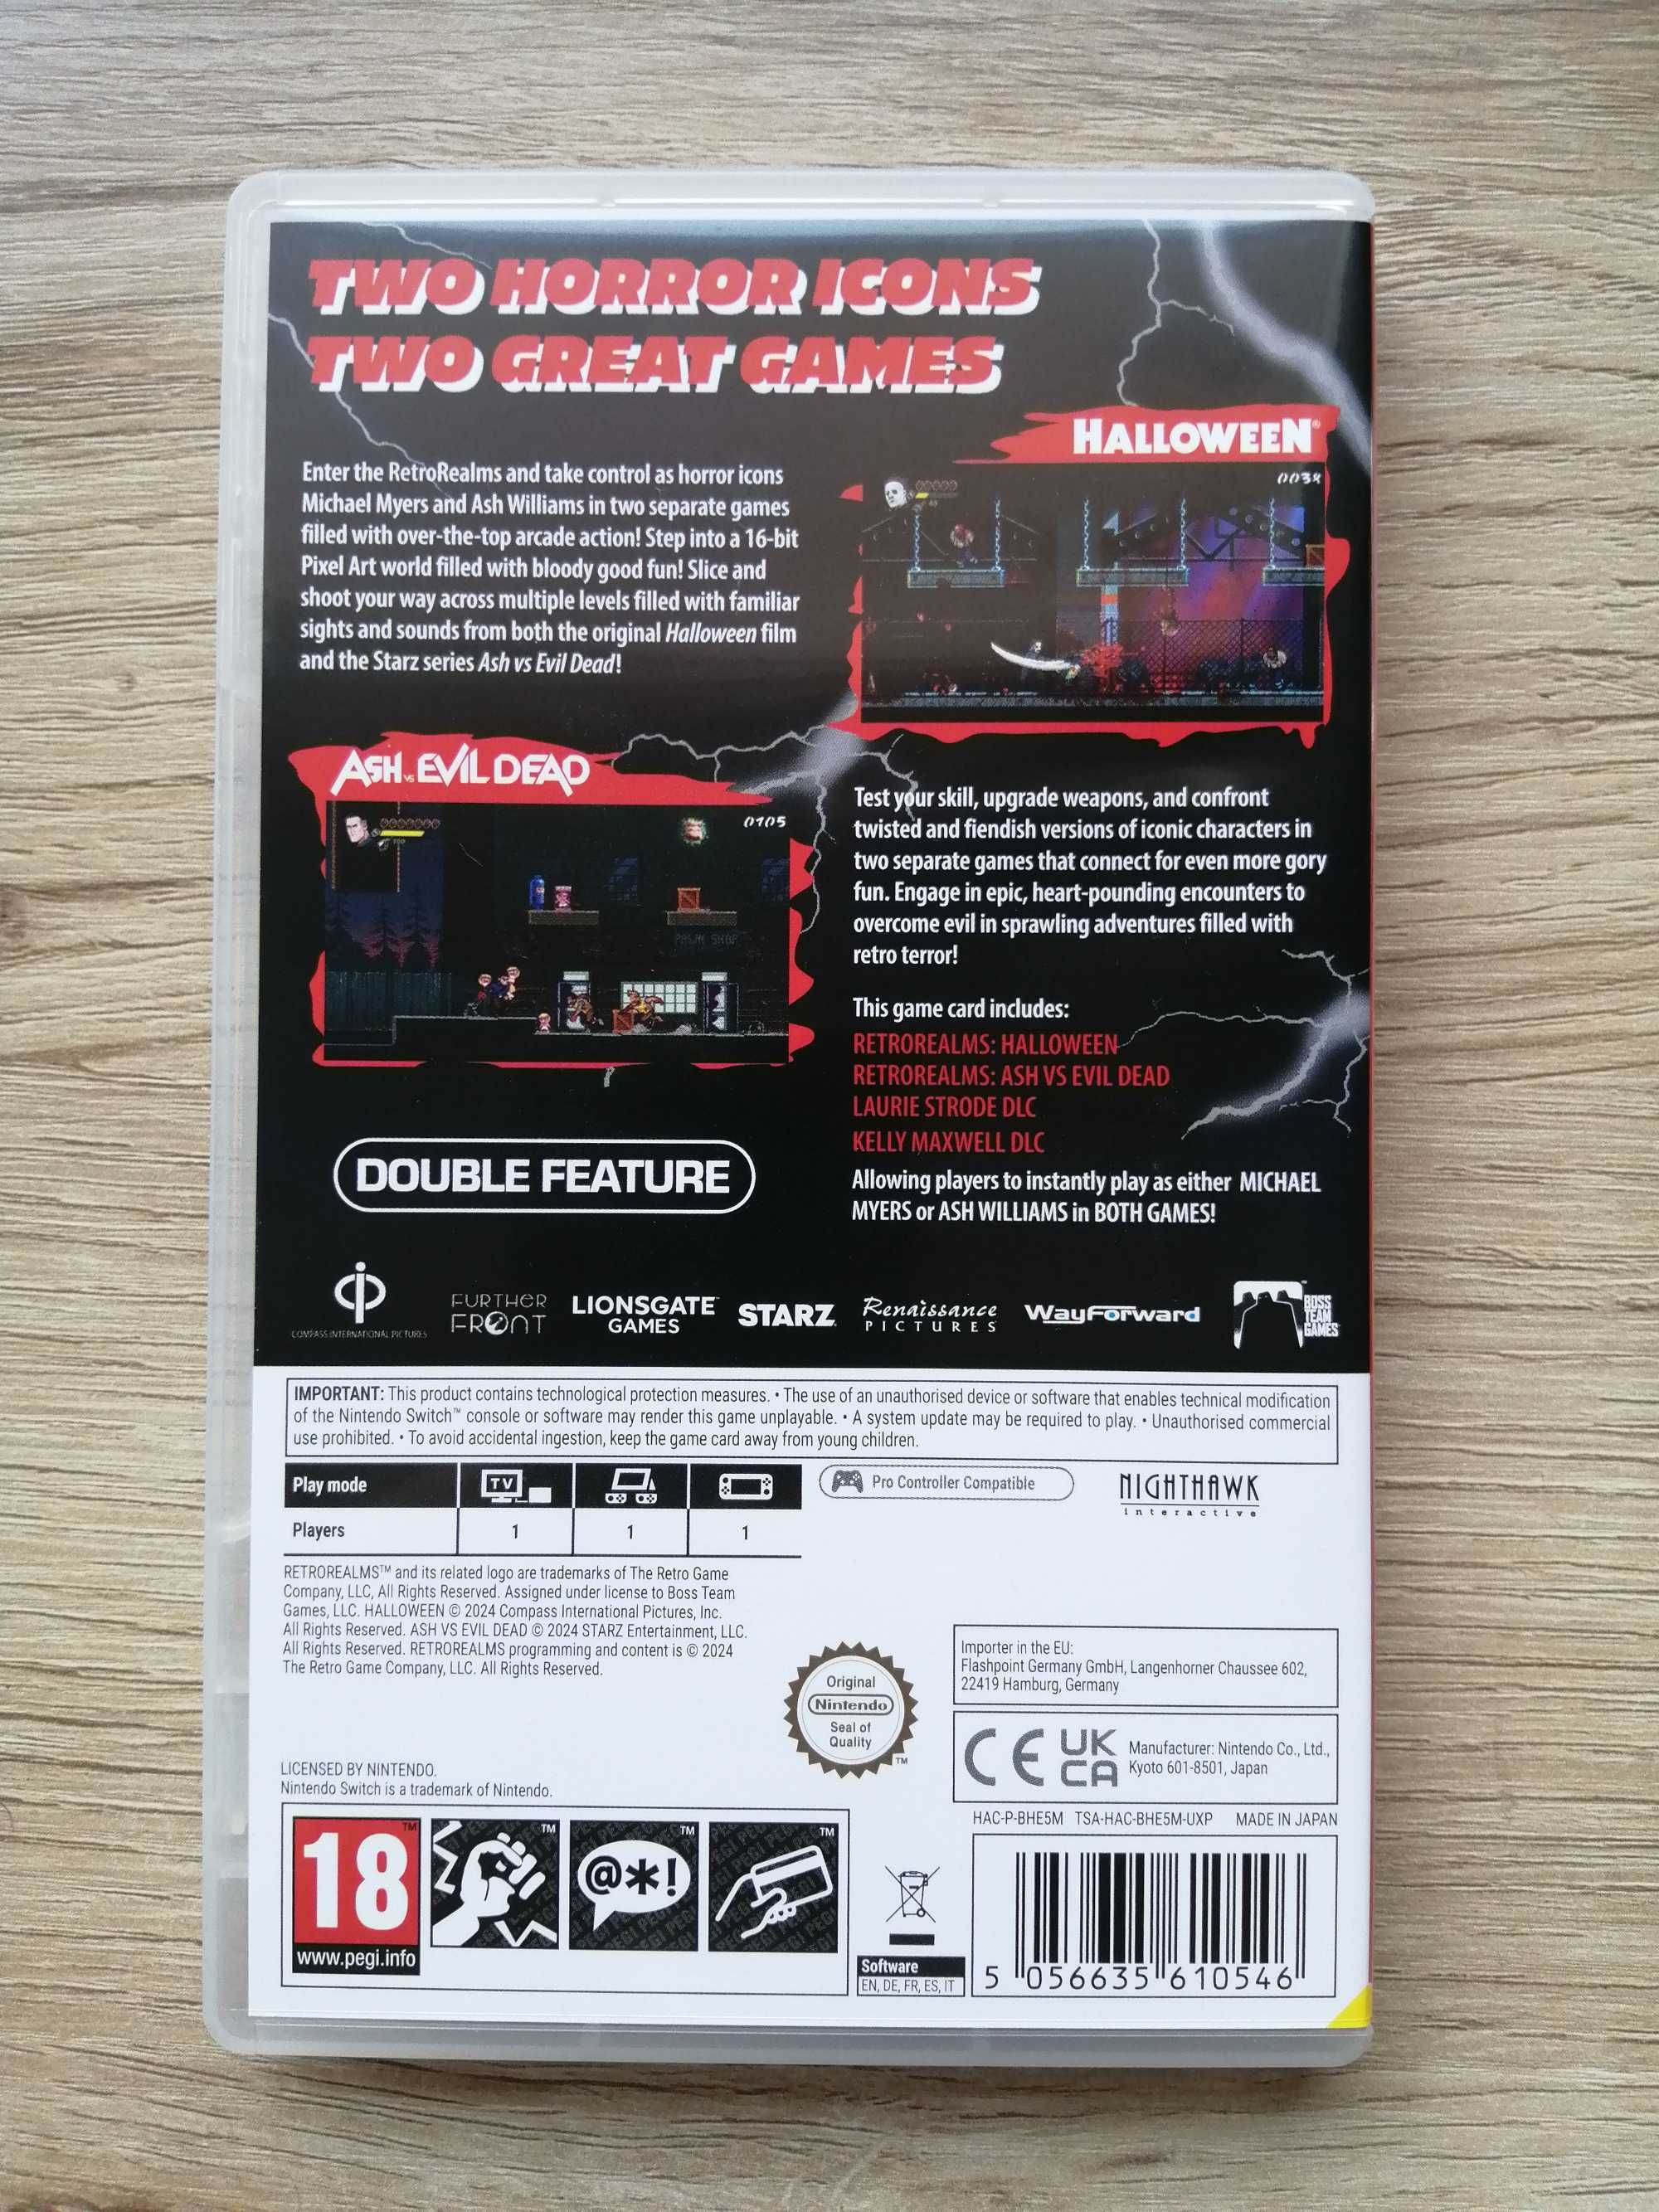 TWO HORROR ICONS
TWO GREAT GAMES
HALLOWEEN®
Enter the RetroRealms and take control as horror icons
Michael Myers and Ash Williams in two separate games
filled with over-the-top arcade action! Step into a 16-bit
Pixel Art world filled with bloody good fun! Slice and
shoot your way across multiple levels filled with familiar
sights and sounds from both the original Halloween film
and the Starz series Ash vs Evil Dead!
0039
ASH VS EVIL DEAD
0105
PAWN SHOP
Test your skill, upgrade weapons, and confront
twisted and fiendish versions of iconic characters in
two separate games that connect for even more gory
fun. Engage in epic, heart-pounding encounters to
overcome evil in sprawling adventures filled with
retro terror!
This game card includes:
RETROREALMS: HALLOWEEN
RETROREALMS: ASH VS EVIL DEAD
LAURIE STRODE DLC
KELLY MAXWELL DLC
Allowing players to instantly play as either MICHAEL
MYERS or ASH WILLIAMS in BOTH GAMES!
DOUBLE FEATURE
COMPASS INTERNATIONAL PICTURES
FURTHER
FRONT
LIONSGATE™
GAMES
STARZ
Renaissance
PICTURES
WayForward
BOSS
TEAM
GAMES
IMPORTANT: This product contains technological protection measures. • The use of an unauthorised device or software that enables technical modification
of the Nintendo Switch™ console or software may render this game unplayable. • A system update may be required to play. • Unauthorised commercial
use prohibited. • To avoid accidental ingestion, keep the game card away from young children.
Play mode TV
Players 1 1 1
Pro Controller Compatible
NIGHTHAWK
interactive
RETROREALMS™ and its related logo are trademarks of The Retro Game
Company, LLC, All Rights Reserved. Assigned under license to Boss Team
Games, LLC. HALLOWEEN © 2024 Compass International Pictures, Inc.
All Rights Reserved. ASH VS EVIL DEAD © 2024 STARZ Entertainment, LLC.
All Rights Reserved. RETROREALMS programming and content is © 2024
The Retro Game Company, LLC. All Rights Reserved.
Original
Nintendo
Seal of
Quality
™
Importer in the EU:
Flashpoint Germany GmbH, Langenhorner Chaussee 602,
22419 Hamburg, Germany
CE UK
CA
Manufacturer: Nintendo Co., Ltd.,
Kyoto 601-8501, Japan
LICENSED BY NINTENDO.
Nintendo Switch is a trademark of Nintendo.
HAC-P-BHE5M TSA-HAC-BHE5M-UXP MADE IN JAPAN
18 ™
www.pegi.info
™
@*! ™
™
Software
EN, DE, FR, ES, IT
5 056635 610546